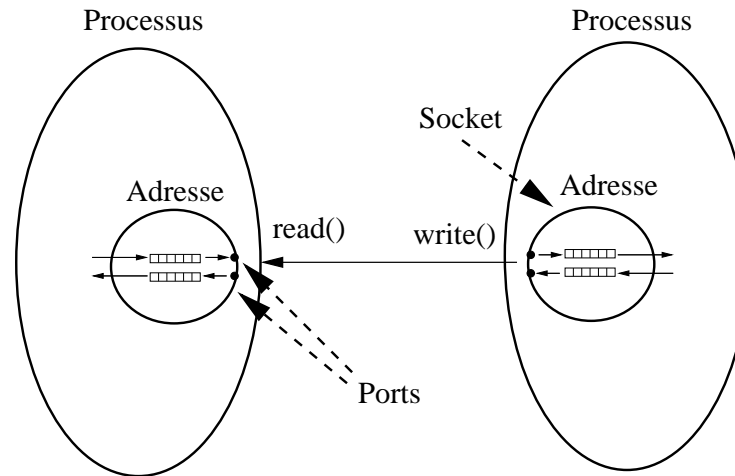 Processus
Processus
Socket
Adresse
Adresse
read()
write()
Ports